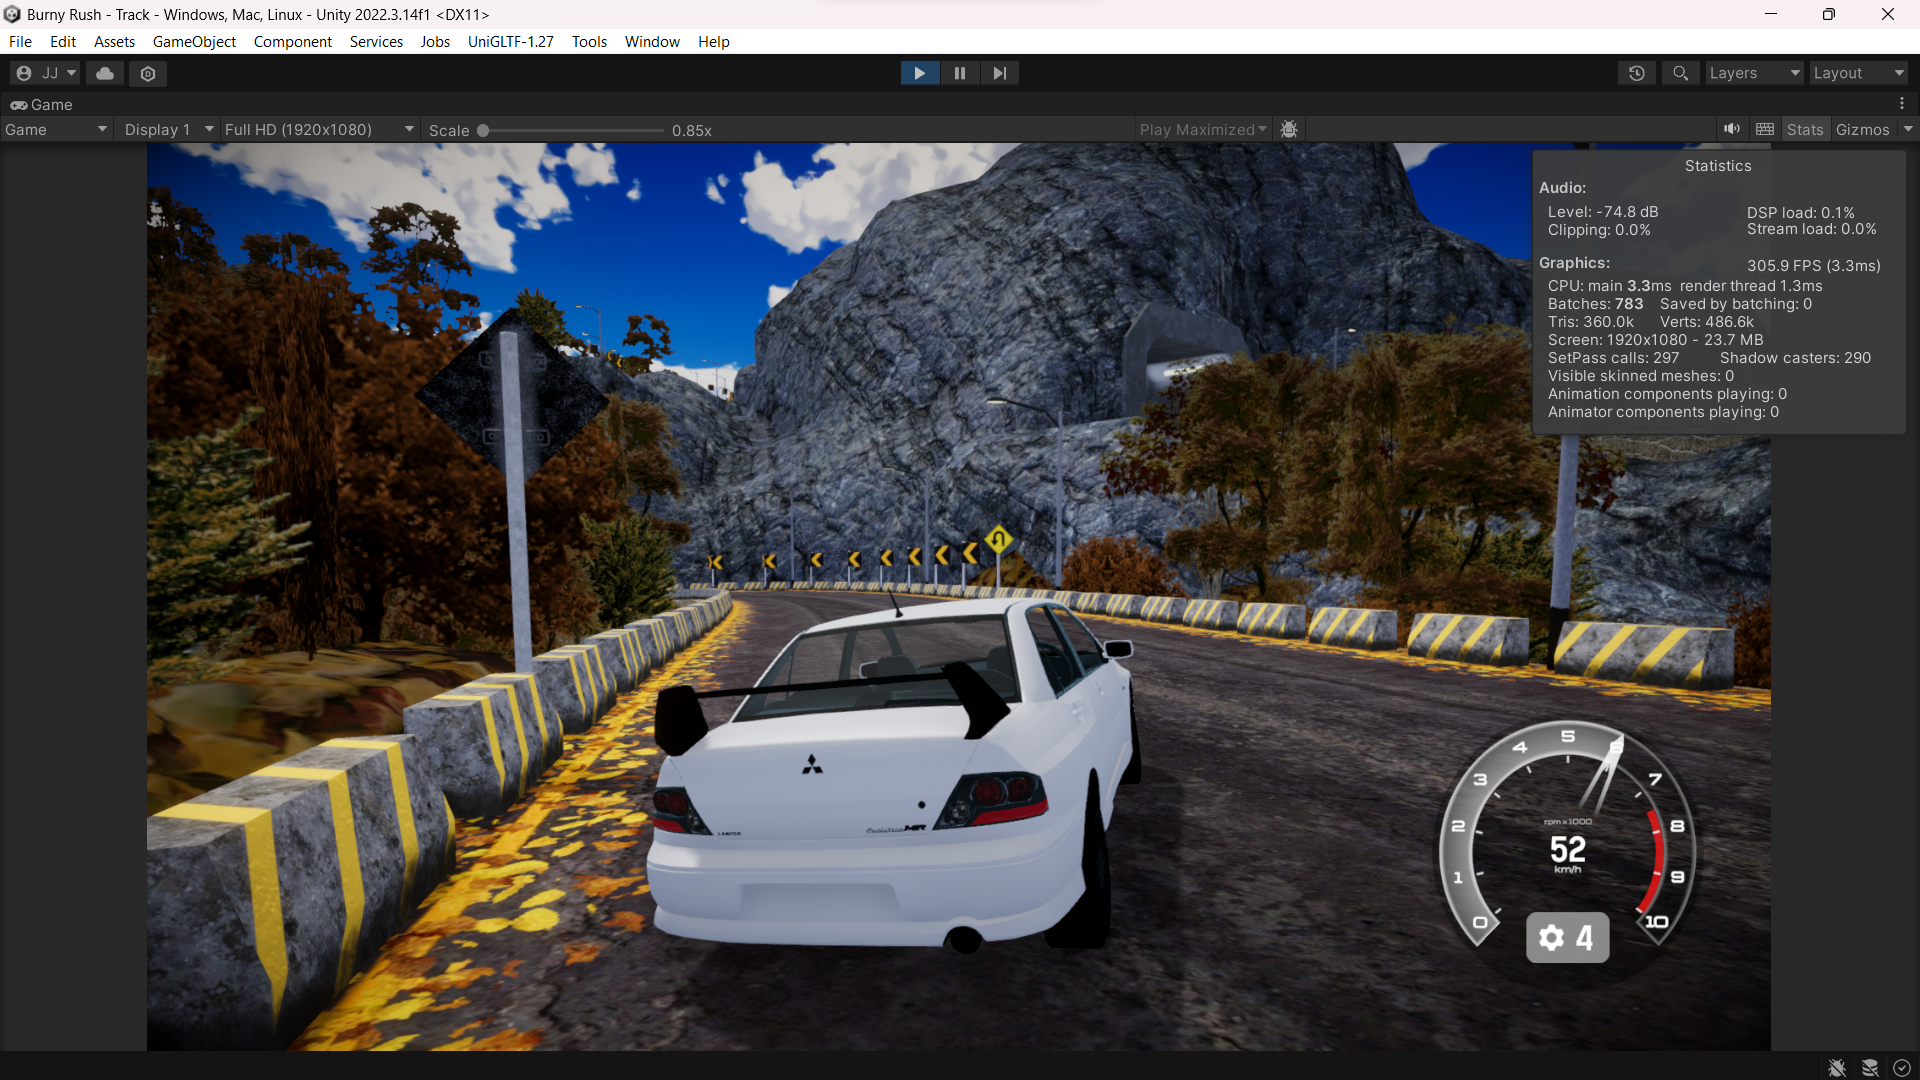 Burny Rush - Track - Windows, Mac, Linux - Unity 2022.3.14f1 <DX11>
File Edit Assets GameObject Component Services Jobs UniGLTF-1.27 Tools Window Help
JJ
Layers
Layout
Game
Game
Display 1
Full HD (1920x1080)
Scale
0.85x
Play Maximized
Stats
Gizmos
Statistics
Audio:
Level: -74.8 dB DSP load: 0.1%
Clipping: 0.0% Stream load: 0.0%
Graphics: 305.9 FPS (3.3ms)
CPU: main 3.3ms render thread 1.3ms
Batches: 783 Saved by batching: 0
Tris: 360.0k Verts: 486.6k
Screen: 1920x1080 - 23.7 MB
SetPass calls: 297 Shadow casters: 290
Visible skinned meshes: 0
Animation components playing: 0
Animator components playing: 0
LANCER
Evolution MR
0
1
2
3
4
5
6
7
8
9
10
rpm x 1000
52
km/h
4